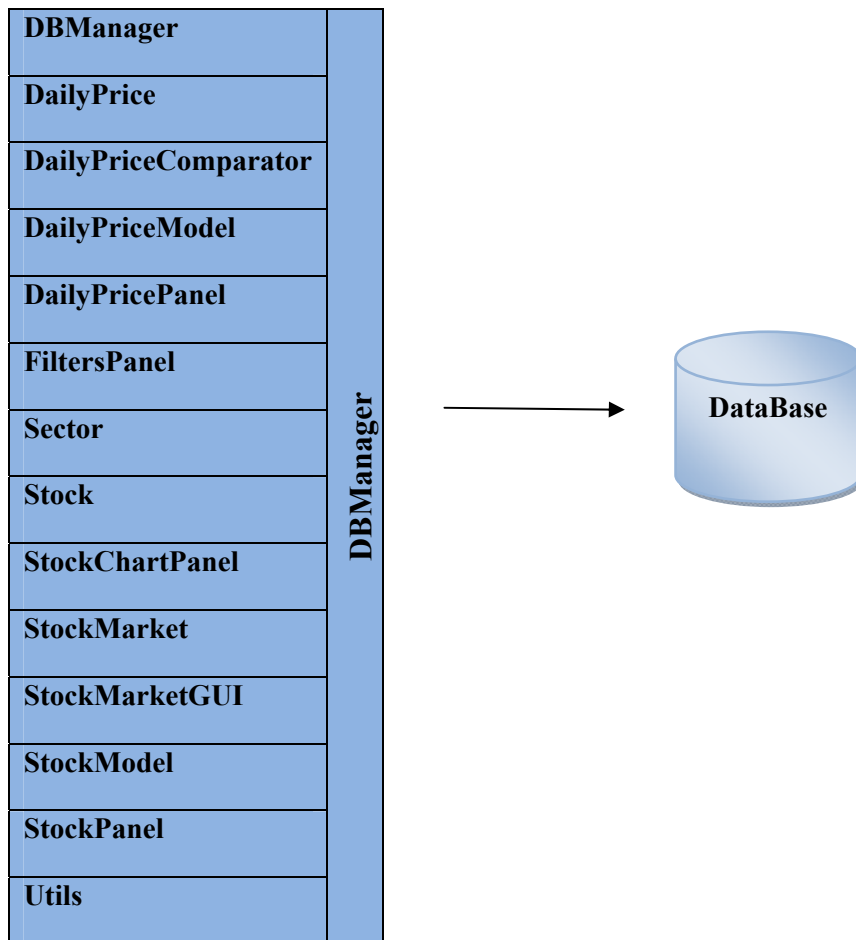 DBManager
DailyPrice
DailyPriceComparator
DailyPriceModel
DailyPricePanel
FiltersPanel
Sector
Stock
StockChartPanel
StockMarket
StockMarketGUI
StockModel
StockPanel
Utils
DBManager
DataBase